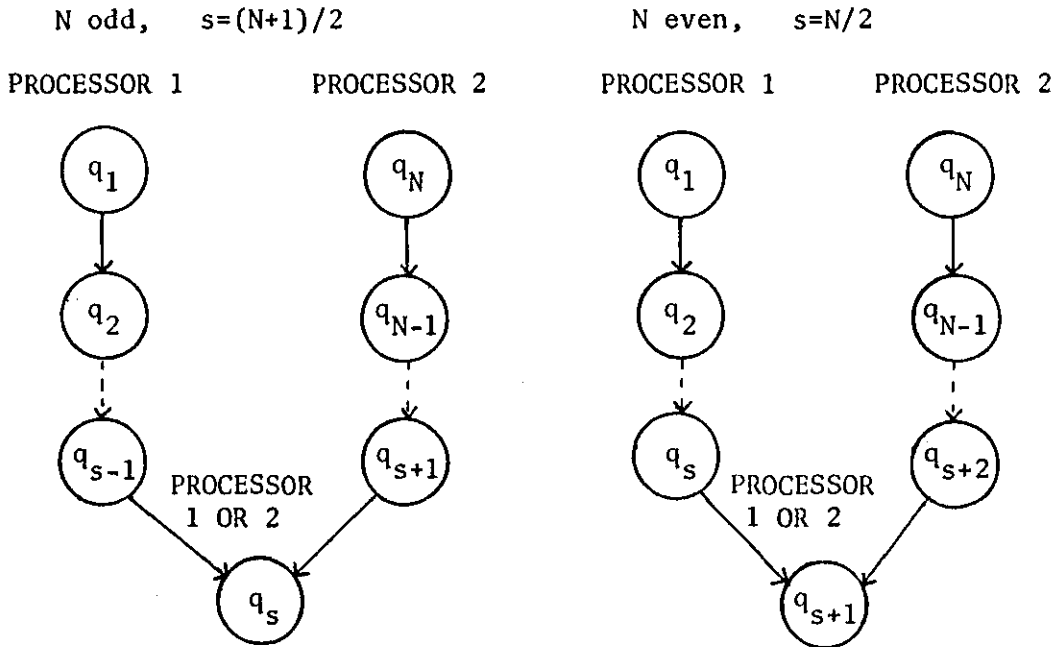 N odd, s=(N+1)/2
PROCESSOR 1 PROCESSOR 2
q1
qN
q2
qN-1
qs-1
qs+1
PROCESSOR
1 OR 2
qs
N even, s=N/2
PROCESSOR 1 PROCESSOR 2
q1
qN
q2
qN-1
qs
qs+2
PROCESSOR
1 OR 2
qs+1